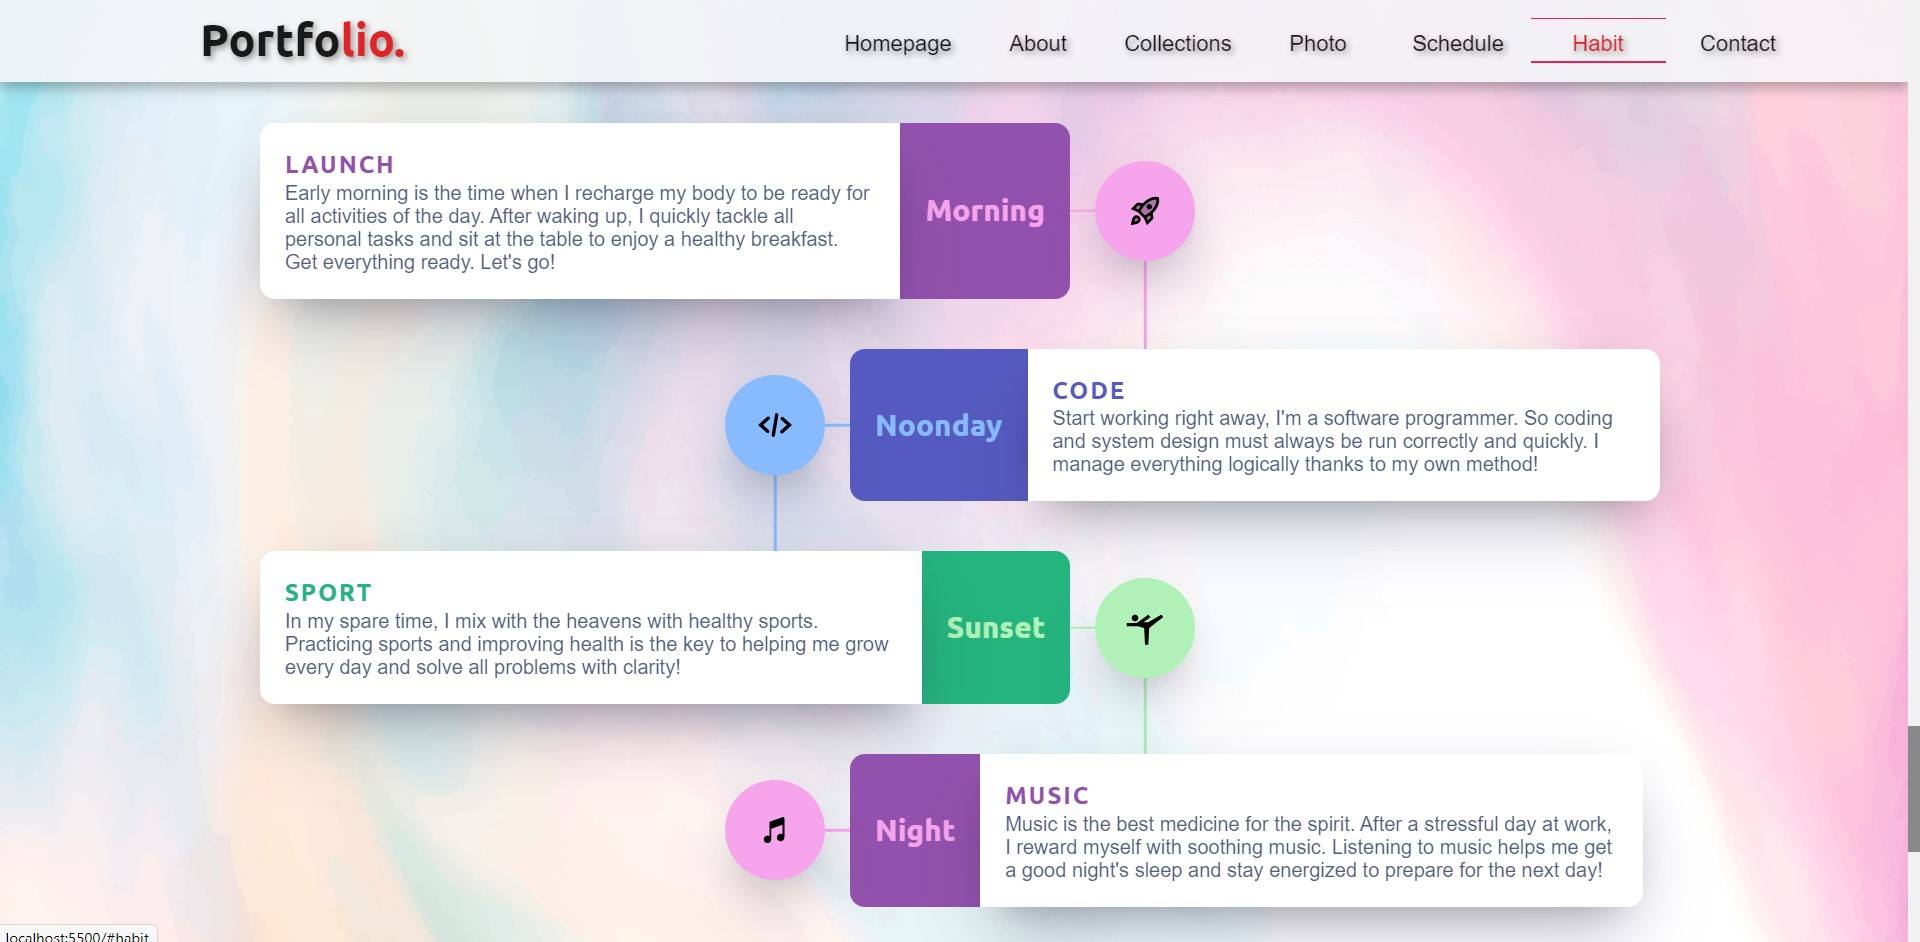 Portfolio.
Homepage About Collections Photo Schedule Habit Contact
LAUNCH
Early morning is the time when I recharge my body to be ready for
all activities of the day. After waking up, I quickly tackle all
personal tasks and sit at the table to enjoy a healthy breakfast.
Get everything ready. Let's go!
Morning
Noonday
CODE
Start working right away, I'm a software programmer. So coding
and system design must always be run correctly and quickly. I
manage everything logically thanks to my own method!
SPORT
In my spare time, I mix with the heavens with healthy sports.
Practicing sports and improving health is the key to helping me grow
every day and solve all problems with clarity!
Sunset
Night
MUSIC
Music is the best medicine for the spirit. After a stressful day at work,
I reward myself with soothing music. Listening to music helps me get
a good night's sleep and stay energized to prepare for the next day!
localhost:5500/#habit